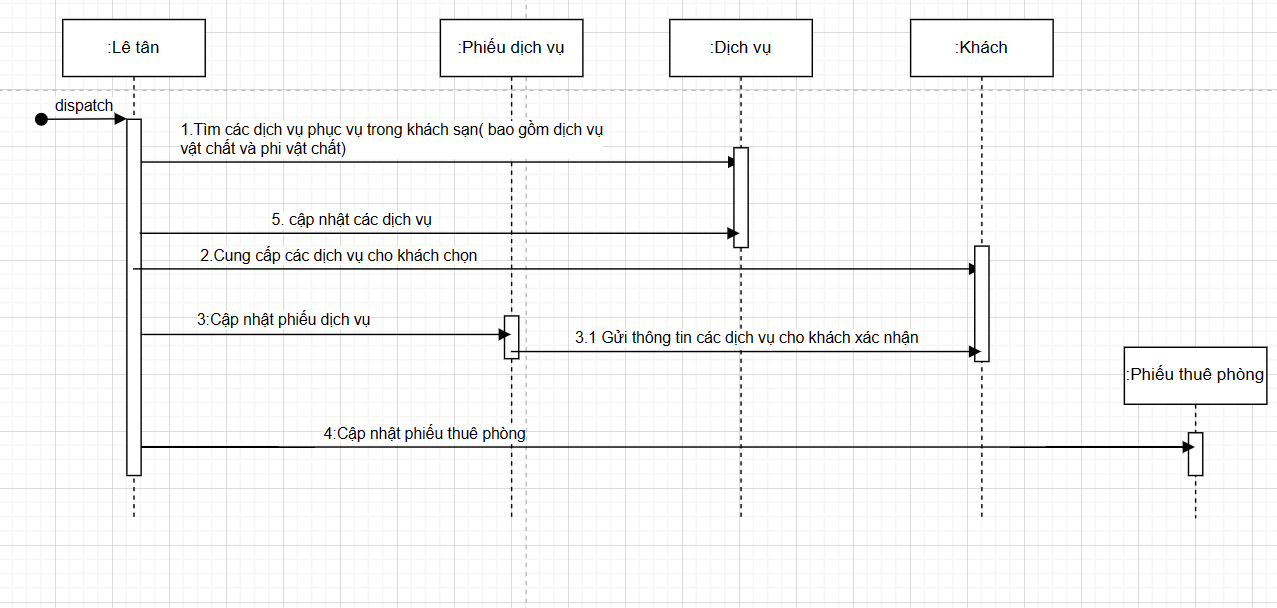 :Lê tân
:Phiếu dịch vụ
:Dịch vụ
:Khách
dispatch
1.Tìm các dịch vụ phục vụ trong khách sạn( bao gồm dịch vụ
vật chất và phi vật chất)
5. cập nhật các dịch vụ
2.Cung cấp các dịch vụ cho khách chọn
3:Cập nhật phiếu dịch vụ
3.1 Gửi thông tin các dịch vụ cho khách xác nhận
:Phiếu thuê phòng
4:Cập nhật phiếu thuê phòng